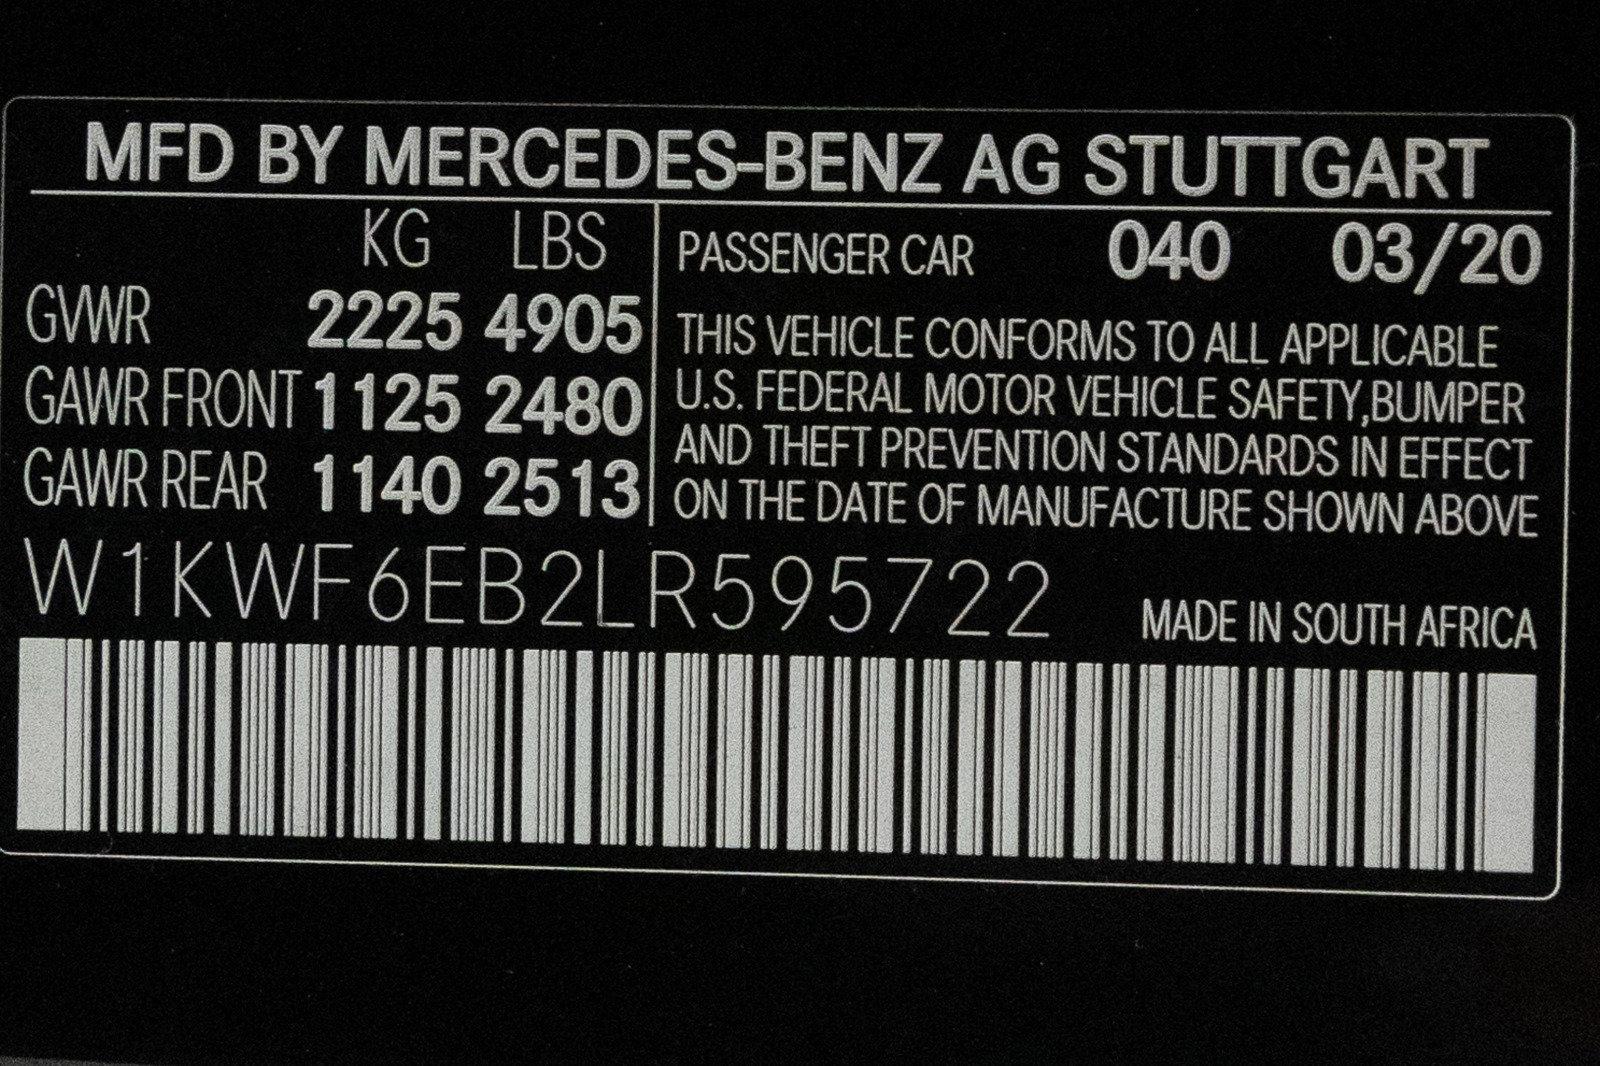 MFD BY MERCEDES-BENZ AG STUTTGART
KG LBS
GVWR 2225 4905
GAWR FRONT 1125 2480
GAWR REAR 1140 2513
PASSENGER CAR 040 03/20
THIS VEHICLE CONFORMS TO ALL APPLICABLE
U.S. FEDERAL MOTOR VEHICLE SAFETY,BUMPER
AND THEFT PREVENTION STANDARDS IN EFFECT
ON THE DATE OF MANUFACTURE SHOWN ABOVE
W1KWF6EB2LR595722
MADE IN SOUTH AFRICA